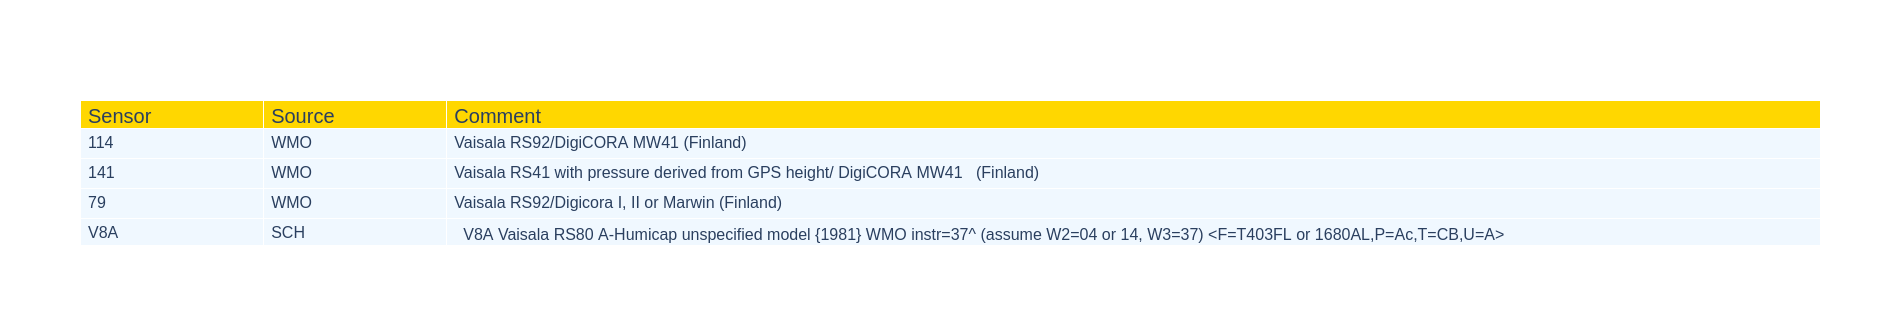 Sensor Source Comment
114 WMO Vaisala RS92/DigiCORA MW41 (Finland)
141 WMO Vaisala RS41 with pressure derived from GPS height/ DigiCORA MW41 (Finland)
79 WMO Vaisala RS92/Digicora I, II or Marwin (Finland)
V8A SCH V8A Vaisala RS80 A-Humicap unspecified model {1981} WMO instr=37^ (assume W2=04 or 14, W3=37) <F=T403FL or 1680AL,P=Ac,T=CB,U=A>